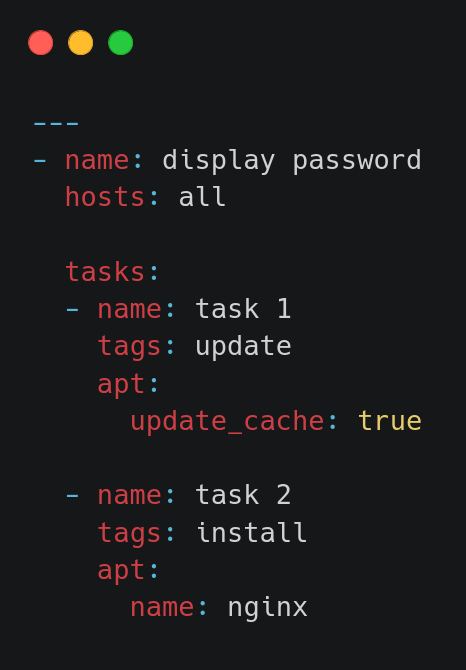 ---
- name: display password
  hosts: all

  tasks:
  - name: task 1
    tags: update
    apt:
      update_cache: true

  - name: task 2
    tags: install
    apt:
      name: nginx